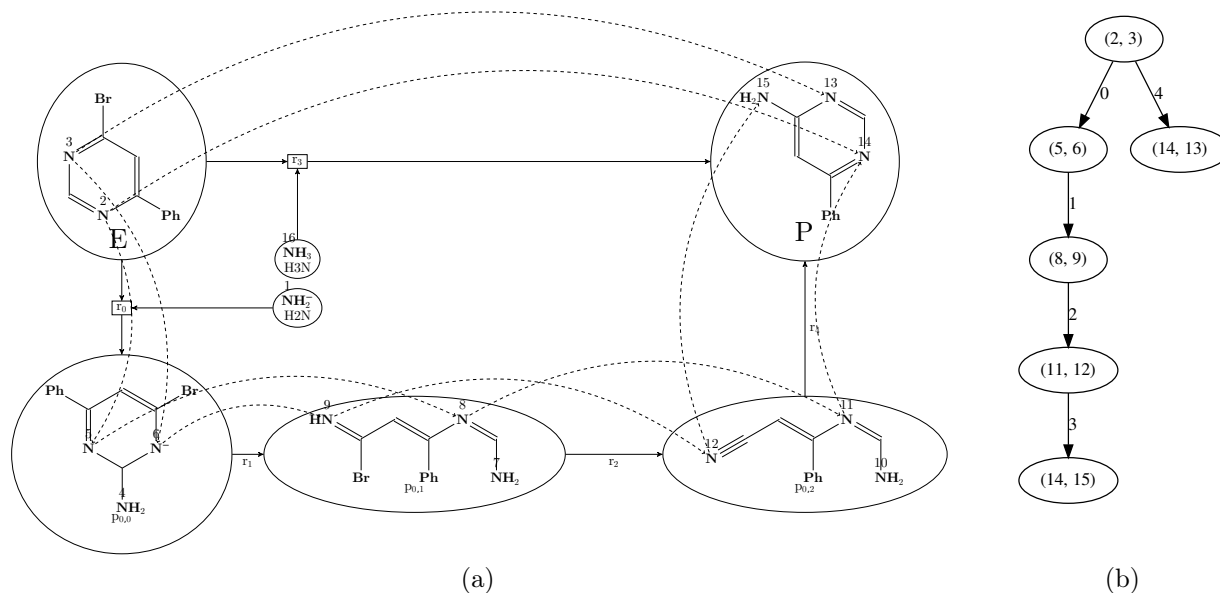 Br
3
N
2
N
Ph
E
r₃
16
NH₃
H3N
1
NH₂⁻
H2N
r₀
15
H₂N
13
N
14
N
Ph
P
Ph
Br
5
N
6
N⁻
4
NH₂
p₀,₀
r₁
9
HN
8
N
7
NH₂
Br
Ph
p₀,₁
r₂
12
N
11
N
10
NH₂
Ph
p₀,₂
(a)
(2, 3)
0
4
(5, 6)
(14, 13)
1
(8, 9)
2
(11, 12)
3
(14, 15)
(b)